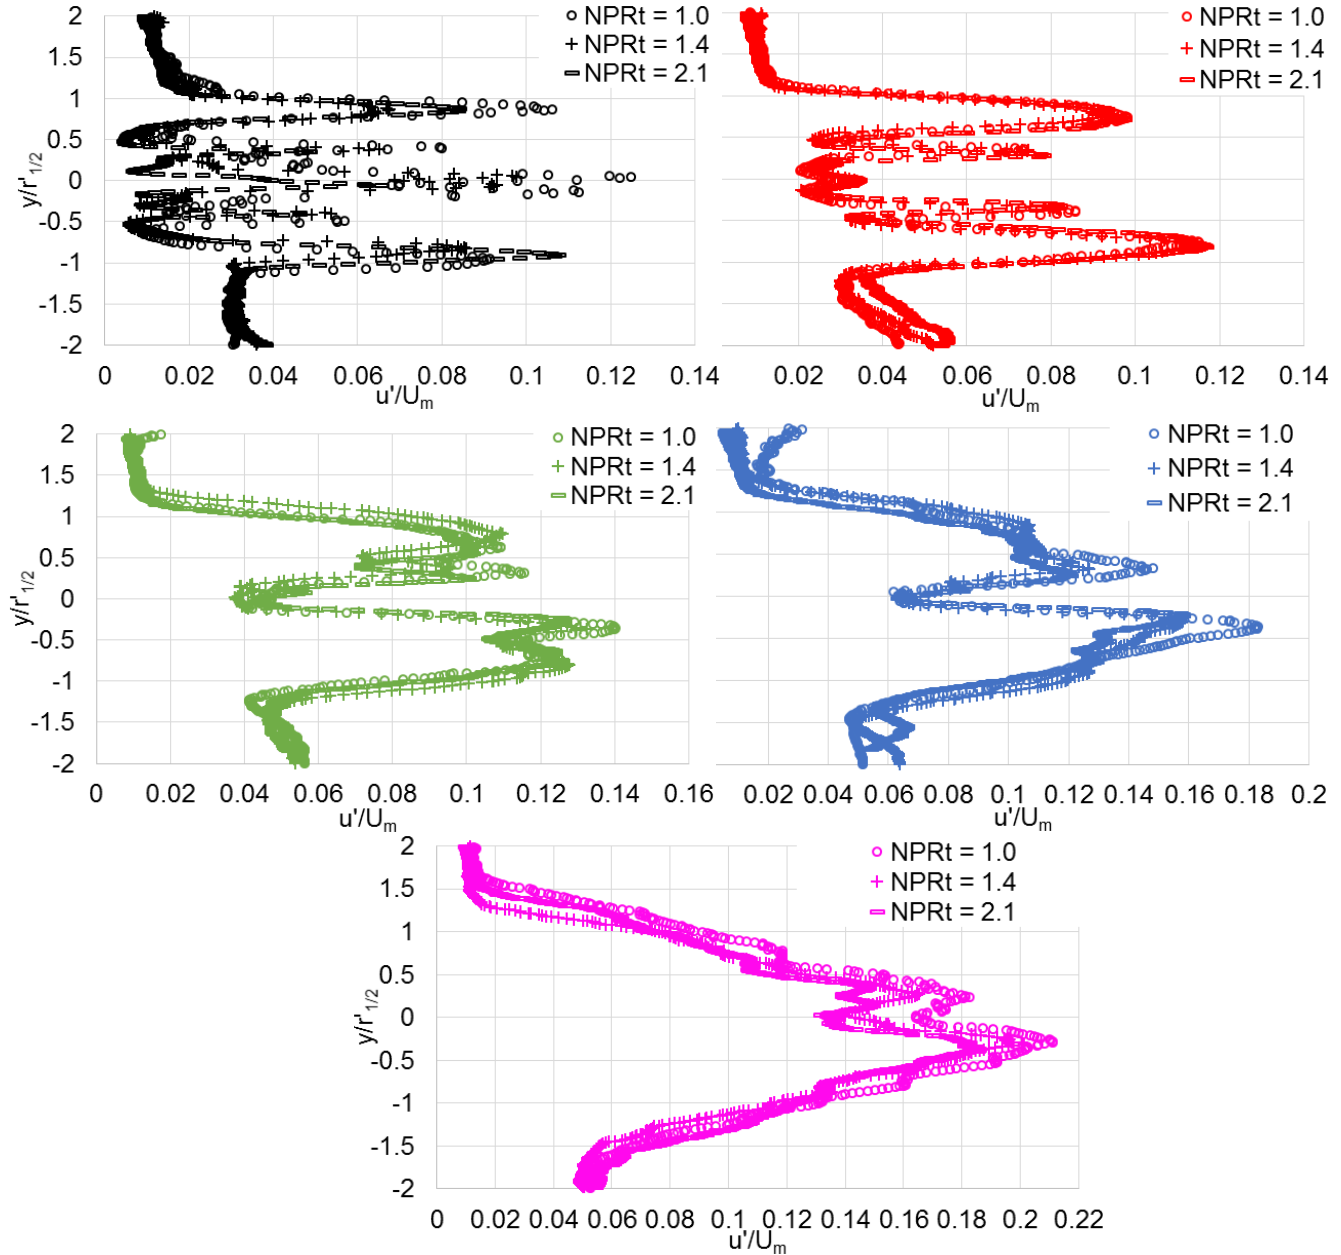 2
1.5
1
0.5
0
-0.5
-1
-1.5
-2
y/r'1/2
0 0.02 0.04 0.06 0.08 0.1 0.12 0.14
u'/Um
NPRt = 1.0
NPRt = 1.4
NPRt = 2.1
0.02 0.04 0.06 0.08 0.1 0.12 0.14
u'/Um
NPRt = 1.0
NPRt = 1.4
NPRt = 2.1
2
1.5
1
0.5
0
-0.5
-1
-1.5
-2
y/r'1/2
0 0.02 0.04 0.06 0.08 0.1 0.12 0.14 0.16
u'/Um
NPRt = 1.0
NPRt = 1.4
NPRt = 2.1
0.02 0.04 0.06 0.08 0.1 0.12 0.14 0.16 0.18 0.2
u'/Um
NPRt = 1.0
NPRt = 1.4
NPRt = 2.1
2
1.5
1
0.5
0
-0.5
-1
-1.5
-2
y/r'1/2
0 0.02 0.04 0.06 0.08 0.1 0.12 0.14 0.16 0.18 0.2 0.22
u'/Um
NPRt = 1.0
NPRt = 1.4
NPRt = 2.1